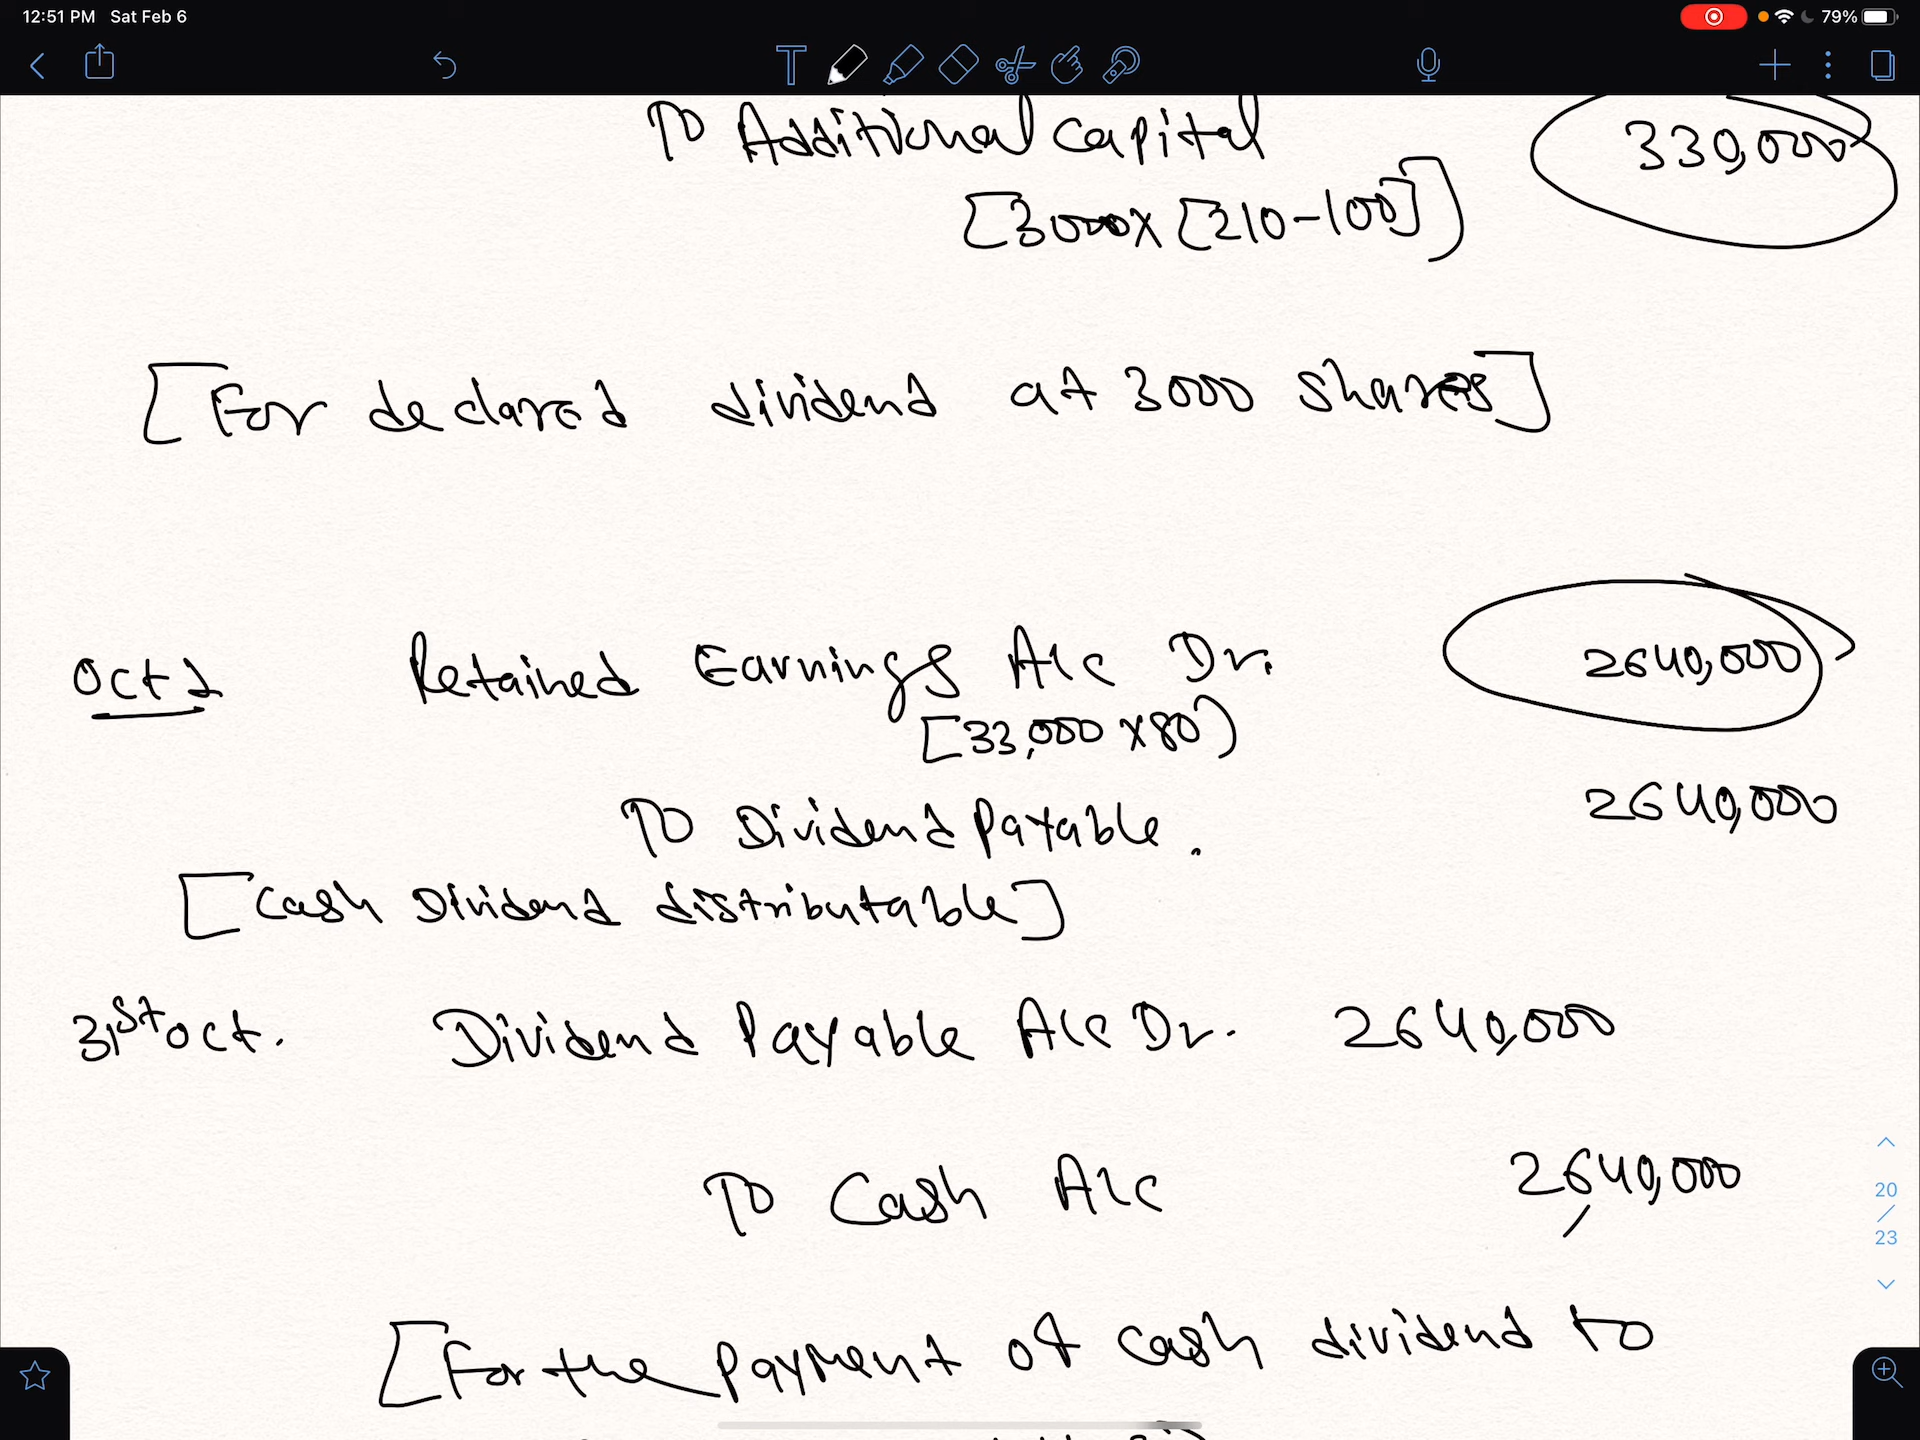 12:51 PM Sat Feb 6
79%
T
To Additional Capital 330,000
[3000x [210-100]]
[For declared dividend at 3000 shares]
Oct 1 Retained Earnings A/c Dr. 2640,000
[33,000 x 80)
To Dividend Payable. 2640,000
[Cash Dividend distributable]
31st oct. Dividend Payable A/c Dr. 2640,000
To Cash A/c 2640,000
20
/
23
[For the payment of cash dividend to